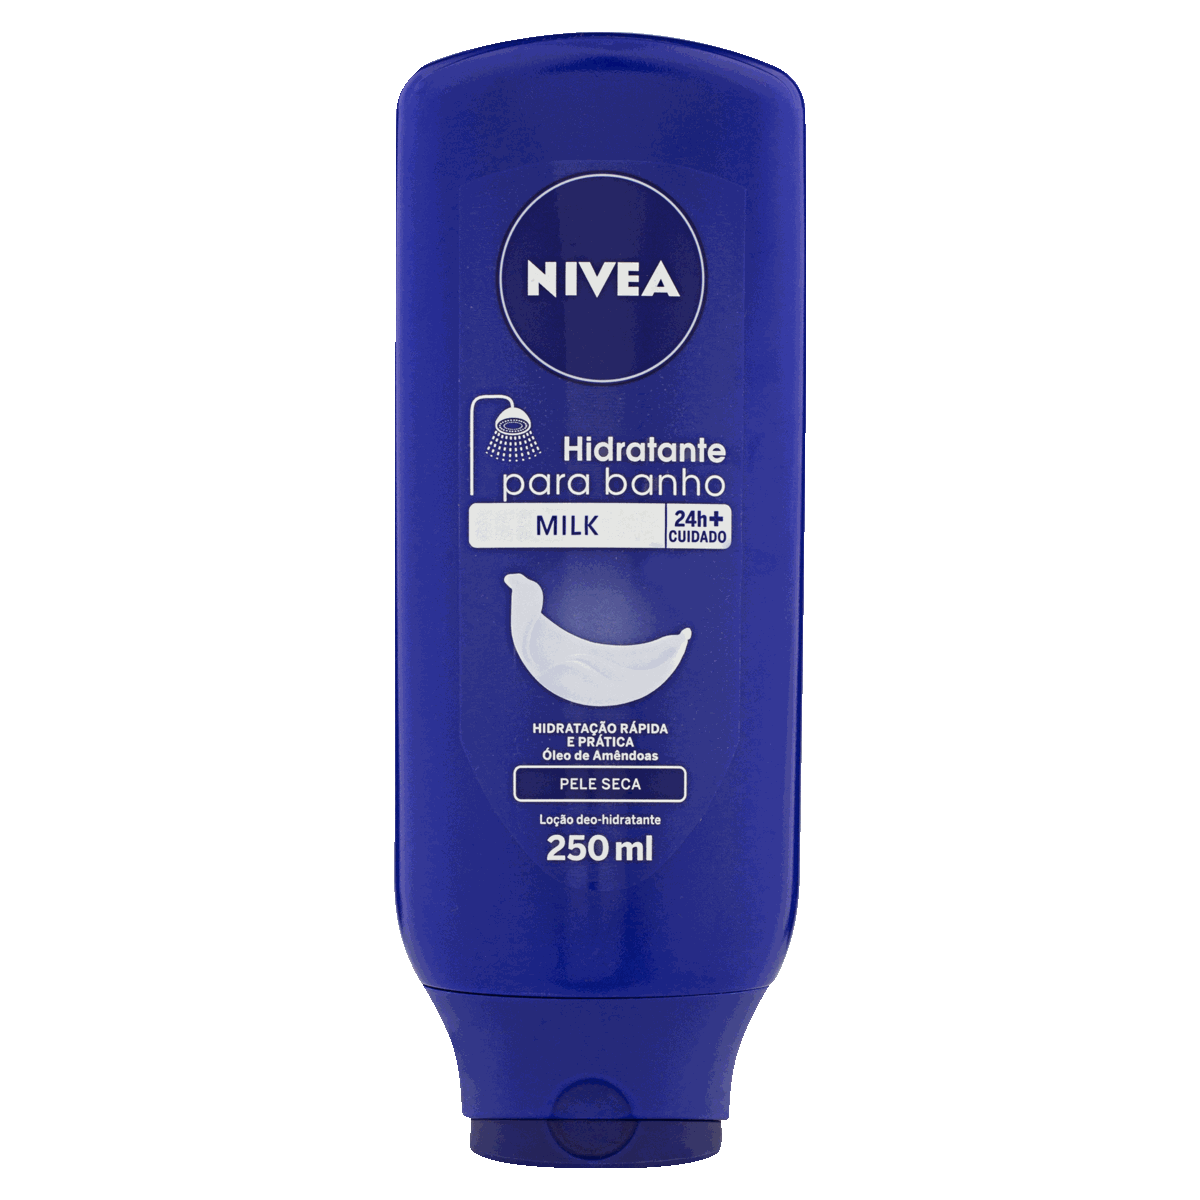 NIVEA
Hidratante
para banho
MILK
24h+
CUIDADO
HIDRATAÇÃO RÁPIDA
E PRÁTICA
Óleo de Amêndoas
PELE SECA
Loção deo-hidratante
250 ml